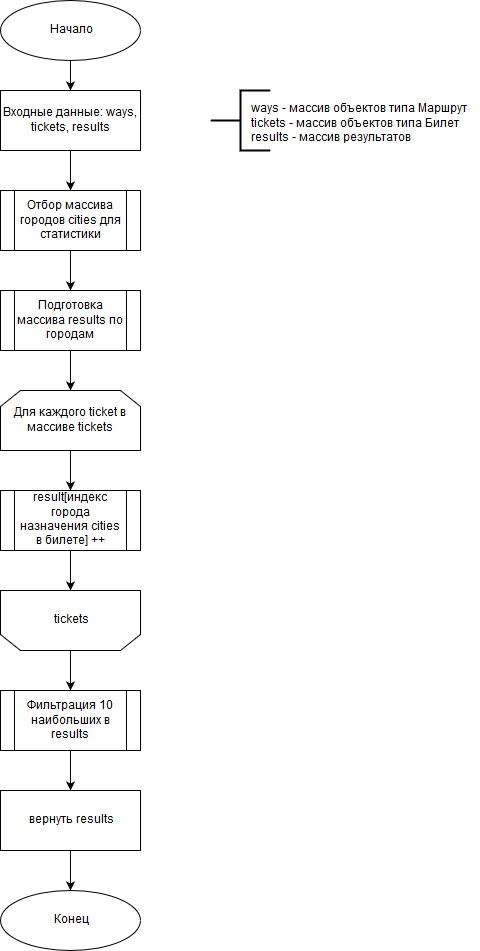 Начало
Входные данные: ways,
tickets, results
ways - массив объектов типа Маршрут
tickets - массив объектов типа Билет
results - массив результатов
Отбор массива
городов cities для
статистики
Подготовка
массива results по
городам
Для каждого ticket в
массиве tickets
result[индекс
города
назначения cities
в билете] ++
tickets
Фильтрация 10
наибольших в
results
вернуть results
Конец